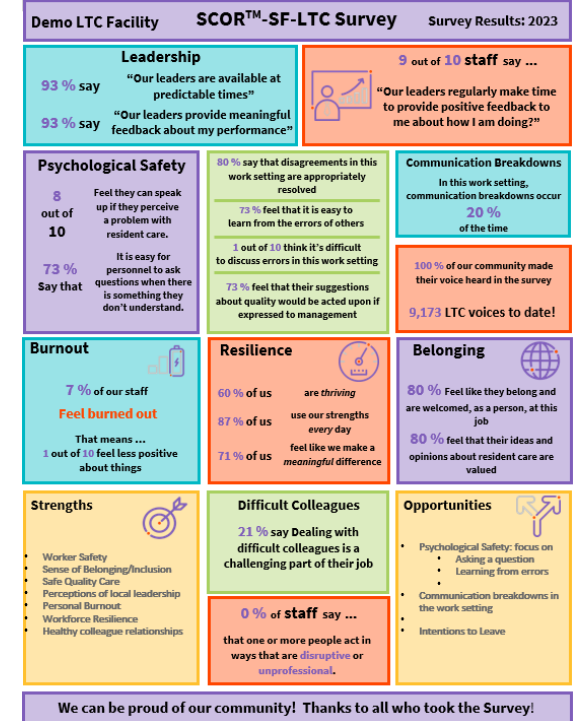 Demo LTC Facility
SCOR™-SF-LTC Survey
Survey Results: 2023
Leadership
93 % say
“Our leaders are available at
predictable times”
93 % say
“Our leaders provide meaningful
feedback about my performance”
9 out of 10 staff say ...
“Our leaders regularly make time
to provide positive feedback to
me about how I am doing?”
Psychological Safety
8
out of
10
Feel they can speak
up if they perceive
a problem with
resident care.
73 %
Say that
It is easy for
personnel to ask
questions when there
is something they
don’t understand.
80 % say that disagreements in this
work setting are appropriately
resolved
73 % feel that it is easy to
learn from the errors of others
1 out of 10 think it’s difficult
to discuss errors in this work setting
73 % feel that their suggestions
about quality would be acted upon if
expressed to management
Communication Breakdowns
In this work setting,
communication breakdowns occur
20 %
of the time
100 % of our community made
their voice heard in the survey
9,173 LTC voices to date!
Burnout
7 % of our staff
Feel burned out
That means ...
1 out of 10 feel less positive
about things
Resilience
60 % of us
are thriving
87 % of us
use our strengths
every day
71 % of us
feel like we make a
meaningful difference
Belonging
80 % Feel like they belong and
are welcomed, as a person, at this
job
80 % feel that their ideas and
opinions about resident care are
valued
Strengths
• Worker Safety
• Sense of Belonging/Inclusion
• Safe Quality Care
• Perceptions of local leadership
• Personal Burnout
• Workforce Resilience
• Healthy colleague relationships
Difficult Colleagues
21 % say Dealing with
difficult colleagues is a
challenging part of their job
0 % of staff say ...
that one or more people act in
ways that are disruptive or
unprofessional.
Opportunities
• Psychological Safety: focus on
• Asking a question
• Learning from errors
•
• Communication breakdowns in
the work setting
•
• Intentions to Leave
We can be proud of our community! Thanks to all who took the Survey!